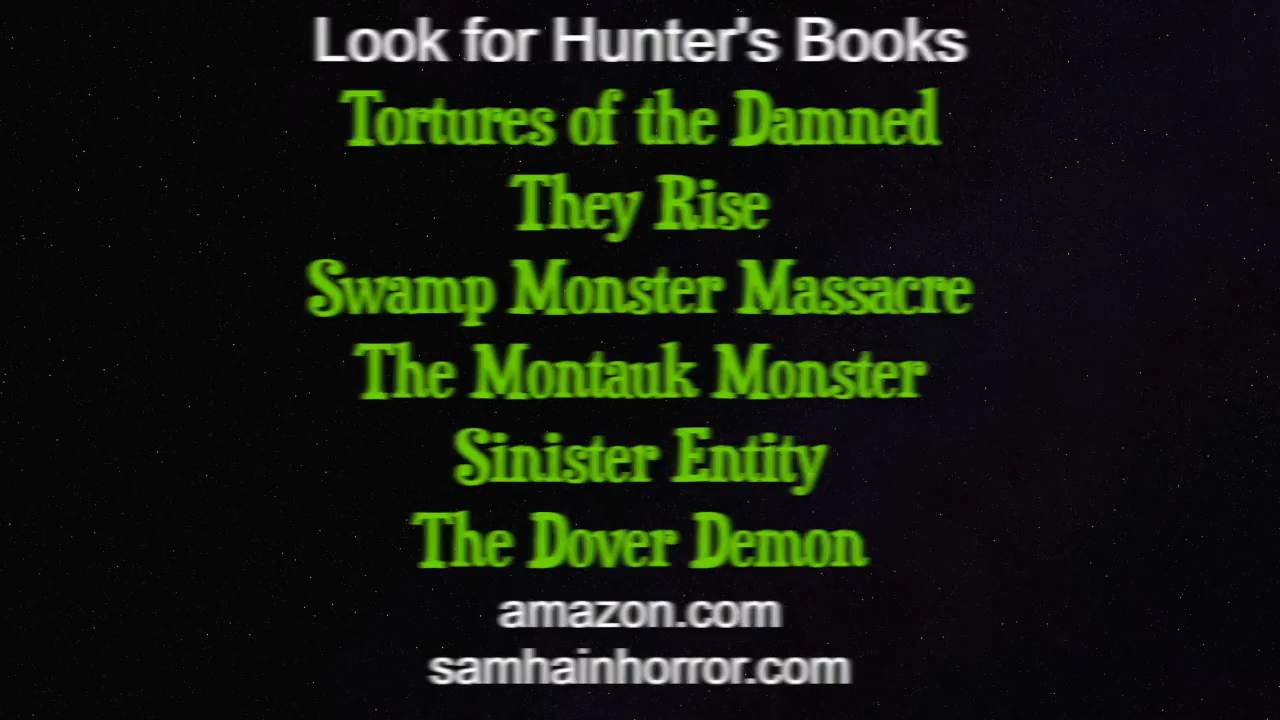 Look for Hunter's Books
Tortures of the Damned
They Rise
Swamp Monster Massacre
The Montauk Monster
Sinister Entity
The Dover Demon
amazon.com
samhainhorror.com